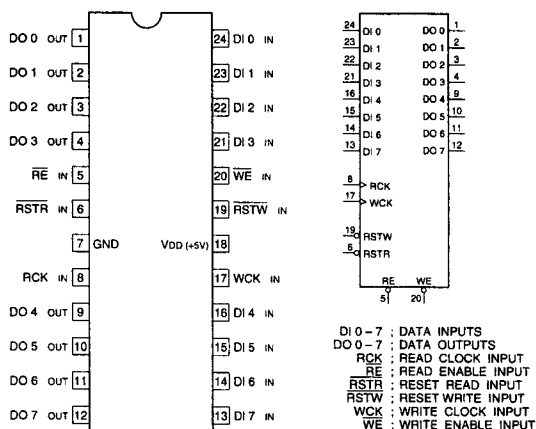 DO 0 OUT 1 24 DI 0 IN
DO 1 OUT 2 23 DI 1 IN
DO 2 OUT 3 22 DI 2 IN
DO 3 OUT 4 21 DI 3 IN
RE IN 5 20 WE IN
RSTR IN 6 19 RSTW IN
7 GND VDD (+5V) 18
RCK IN 8 17 WCK IN
DO 4 OUT 9 16 DI 4 IN
DO 5 OUT 10 15 DI 5 IN
DO 6 OUT 11 14 DI 6 IN
DO 7 OUT 12 13 DI 7 IN
24 DI 0 DO 0 1
23 DI 1 DO 1 2
22 DI 2 DO 2 3
21 DI 3 DO 3 4
16 DI 4 DO 4 9
15 DI 5 DO 5 10
14 DI 6 DO 6 11
13 DI 7 DO 7 12
8 RCK
17 WCK
19 RSTW
6 RSTR
RE WE
5 20
DI 0 – 7 ; DATA INPUTS
DO 0 – 7 ; DATA OUTPUTS
RCK ; READ CLOCK INPUT
RE ; READ ENABLE INPUT
RSTR ; RESET READ INPUT
RSTW ; RESET WRITE INPUT
WCK ; WRITE CLOCK INPUT
WE ; WRITE ENABLE INPUT